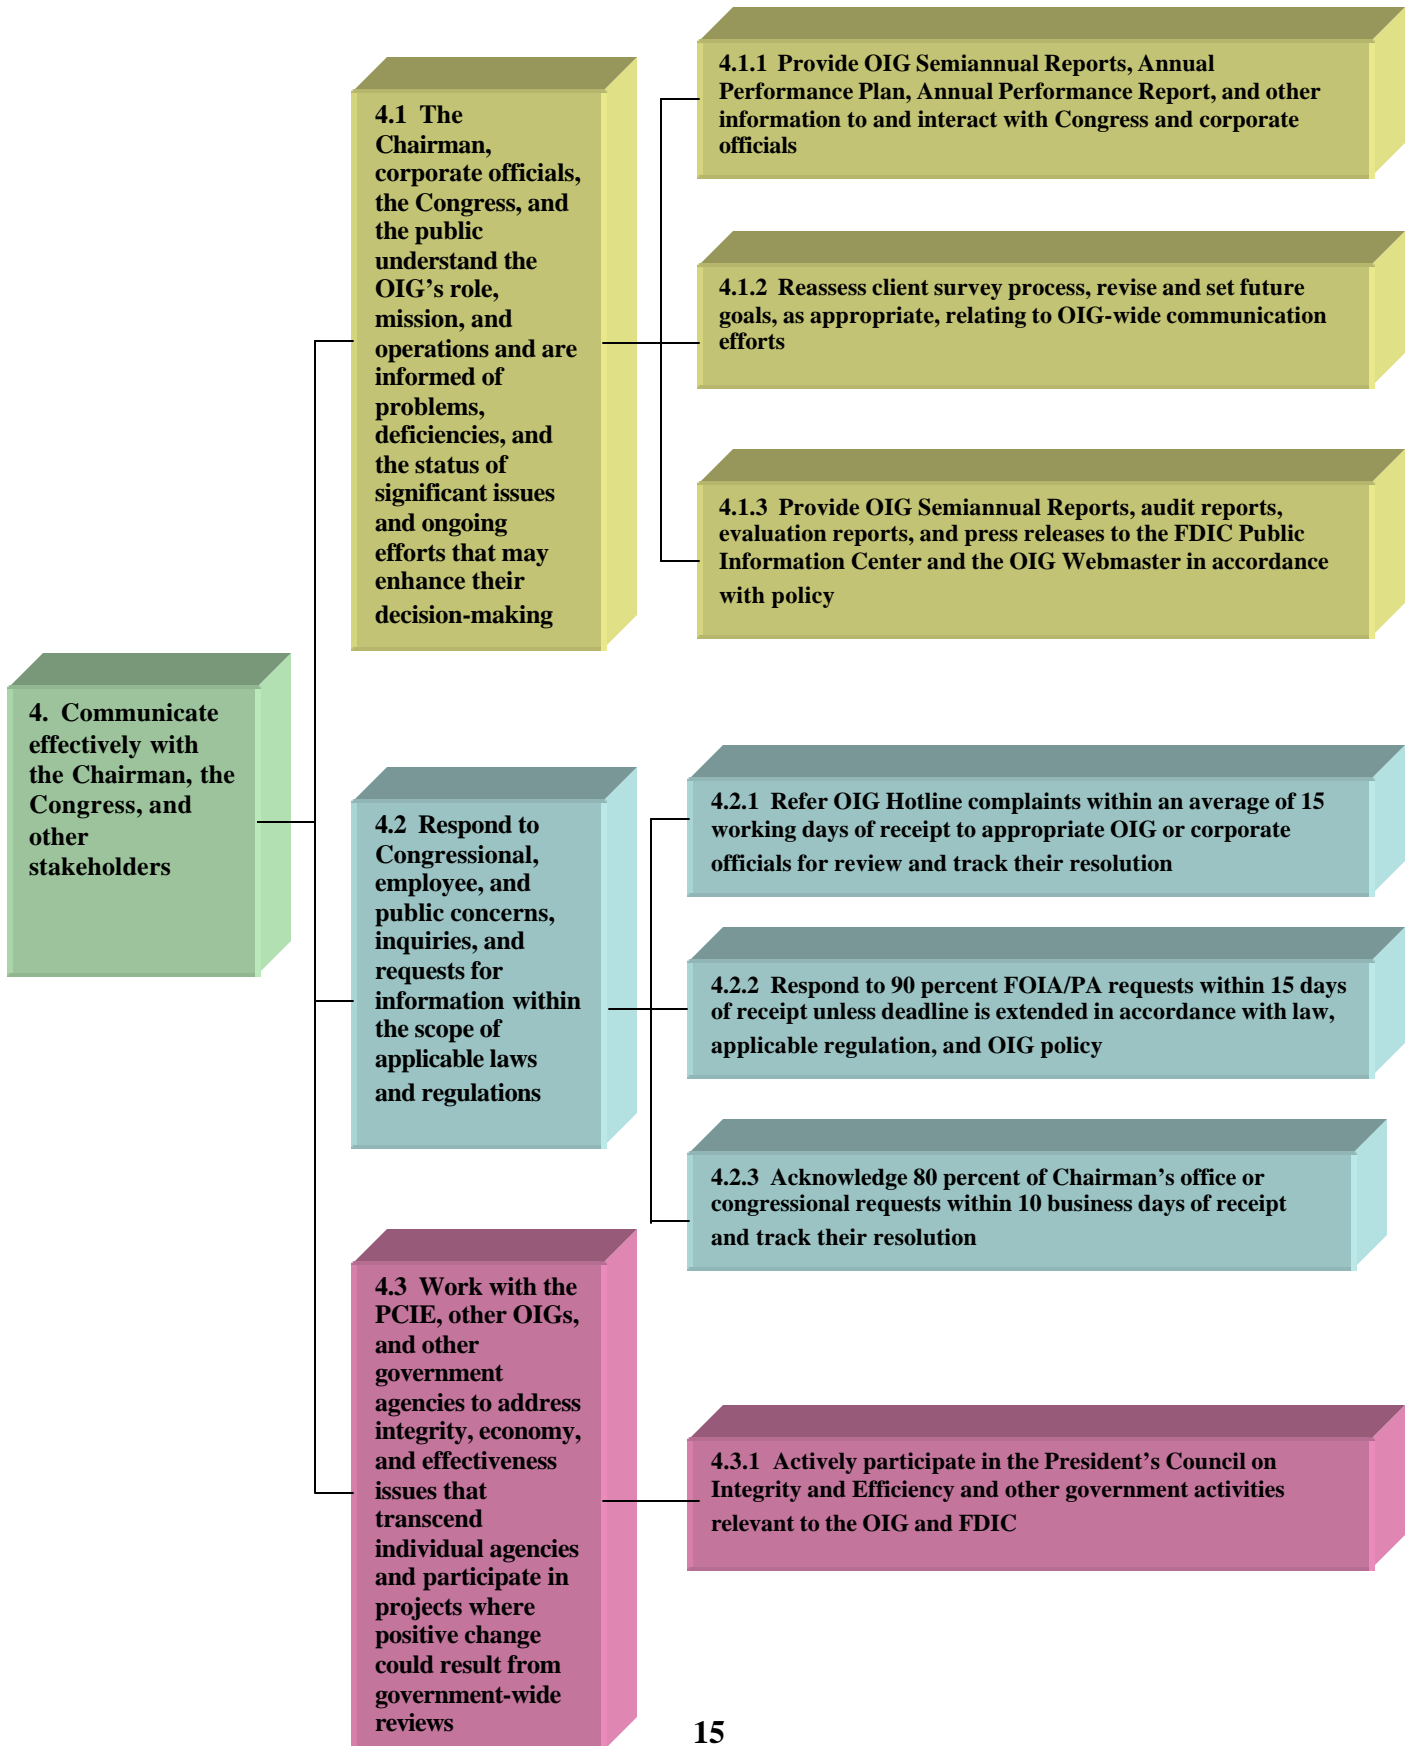 4. Communicate
effectively with
the Chairman, the
Congress, and
other
stakeholders
4.1 The
Chairman,
corporate officials,
the Congress, and
the public
understand the
OIG’s role,
mission, and
operations and are
informed of
problems,
deficiencies, and
the status of
significant issues
and ongoing
efforts that may
enhance their
decision-making
4.1.1 Provide OIG Semiannual Reports, Annual
Performance Plan, Annual Performance Report, and other
information to and interact with Congress and corporate
officials
4.1.2 Reassess client survey process, revise and set future
goals, as appropriate, relating to OIG-wide communication
efforts
4.1.3 Provide OIG Semiannual Reports, audit reports,
evaluation reports, and press releases to the FDIC Public
Information Center and the OIG Webmaster in accordance
with policy
4.2 Respond to
Congressional,
employee, and
public concerns,
inquiries, and
requests for
information within
the scope of
applicable laws
and regulations
4.2.1 Refer OIG Hotline complaints within an average of 15
working days of receipt to appropriate OIG or corporate
officials for review and track their resolution
4.2.2 Respond to 90 percent FOIA/PA requests within 15 days
of receipt unless deadline is extended in accordance with law,
applicable regulation, and OIG policy
4.2.3 Acknowledge 80 percent of Chairman’s office or
congressional requests within 10 business days of receipt
and track their resolution
4.3 Work with the
PCIE, other OIGs,
and other
government
agencies to address
integrity, economy,
and effectiveness
issues that
transcend
individual agencies
and participate in
projects where
positive change
could result from
government-wide
reviews
4.3.1 Actively participate in the President’s Council on
Integrity and Efficiency and other government activities
relevant to the OIG and FDIC
15